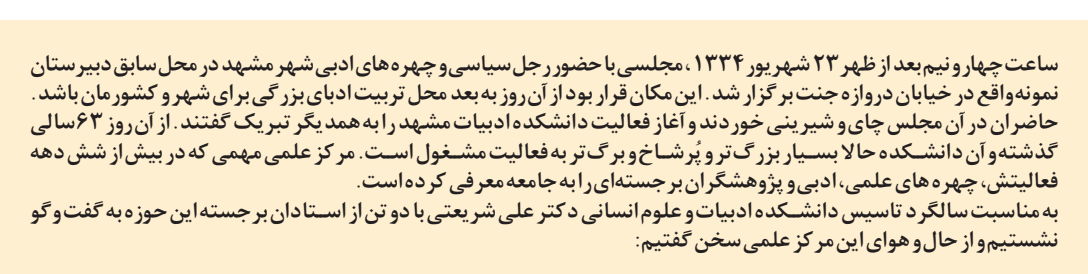 ساعت چهار و نیم بعد از ظهر ۲۳ شهریور ۱۳۳۴، مجلسی با حضور رجل سیاسی و چهره‌های ادبی شهر مشهد در محل سابق دبیرستان
نمونه واقع در خیابان دروازه جنت برگزار شد. این مکان قرار بود از آن روز به بعد محل تربیت ادبای بزرگی برای شهر و کشورمان باشد.
حاضران در آن مجلس چای و شیرینی خوردند و آغاز فعالیت دانشکده ادبیات مشهد را به همدیگر تبریک گفتند. از آن روز ۶۳ سالی
گذشته و آن دانشکده حالا بسیار بزرگ‌تر و پُرشاخ و برگ‌تر به فعالیت مشغول است. مرکز علمی مهمی که در بیش از شش دهه
فعالیتش، چهره‌های علمی، ادبی و پژوهشگران برجسته‌ای را به جامعه معرفی کرده است.
به مناسبت سالگرد تاسیس دانشکده ادبیات و علوم انسانی دکتر علی شریعتی با دو تن از استادان برجسته این حوزه به گفت و گو
نشستیم و از حال و هوای این مرکز علمی سخن گفتیم: